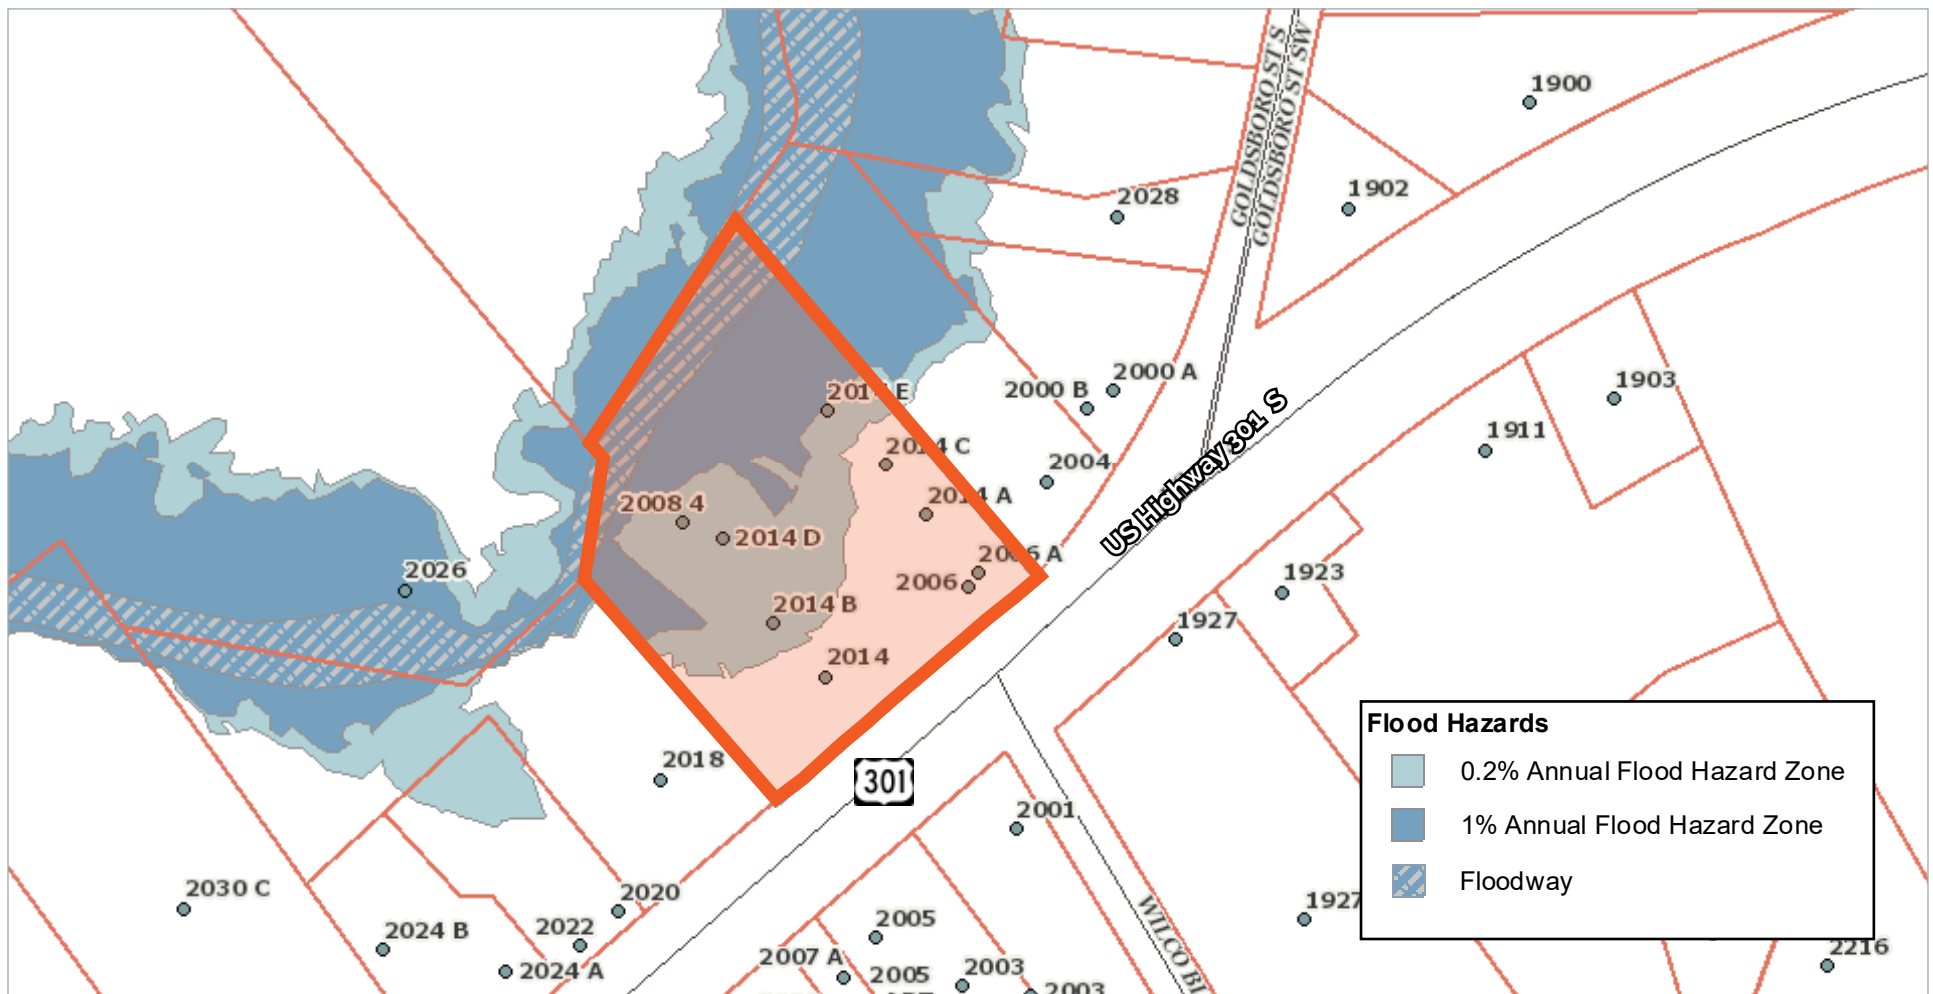 1900
GOLDSBORO ST S
GOLDSBORO ST SW
1902
2028
2000 A
2000 B
2014 E
1903
US Highway 301 S
1911
2014 C
2004
2014 A
2008 4
2014 D
2006 A
2006
2026
1923
2014 B
1927
2014
2018
301
2001
Flood Hazards
0.2% Annual Flood Hazard Zone
1% Annual Flood Hazard Zone
Floodway
2030 C
2020
2022
2024 B
2024 A
2005
2007 A
2005
2003
2003
WILCO BL
1927
2216